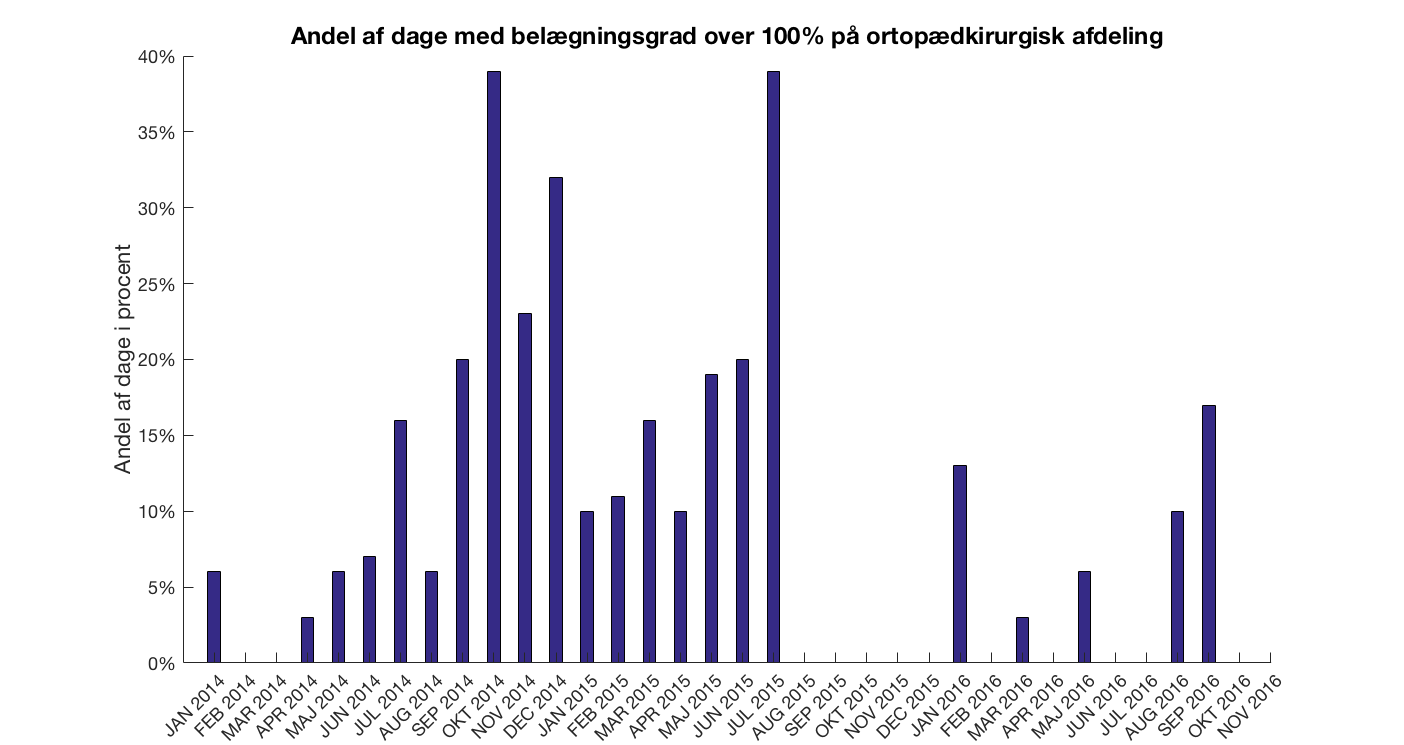 Andel af dage med belægningsgrad over 100% på ortopædkirurgisk afdeling
Andel af dage i procent
40%
35%
30%
25%
20%
15%
10%
5%
0%
JAN 2014
FEB 2014
MAR 2014
APR 2014
MAJ 2014
JUN 2014
JUL 2014
AUG 2014
SEP 2014
OKT 2014
NOV 2014
DEC 2014
JAN 2015
FEB 2015
MAR 2015
APR 2015
MAJ 2015
JUN 2015
JUL 2015
AUG 2015
SEP 2015
OKT 2015
NOV 2015
DEC 2016
JAN 2016
FEB 2016
MAR 2016
APR 2016
MAJ 2016
JUN 2016
JUL 2016
AUG 2016
SEP 2016
OKT 2016
NOV 2016